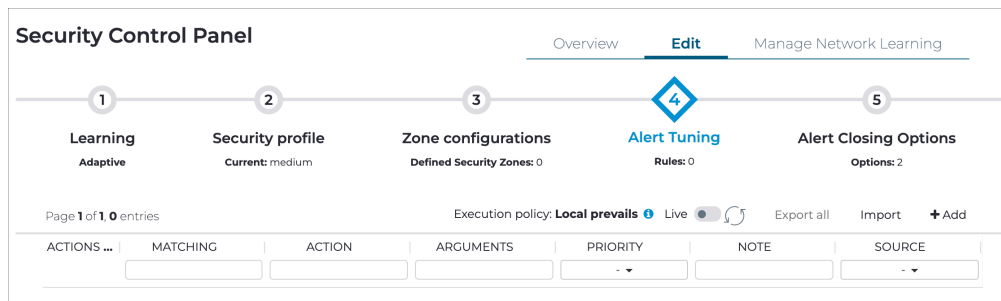 Security Control Panel
Overview Edit Manage Network Learning
1 2 3 4 5
Learning Security profile Zone configurations Alert Tuning Alert Closing Options
Adaptive Current: medium Defined Security Zones: 0 Rules: 0 Options: 2
Page 1 of 1, 0 entries Execution policy: Local prevails Live Export all Import + Add
ACTIONS ... MATCHING ACTION ARGUMENTS PRIORITY NOTE SOURCE
- -